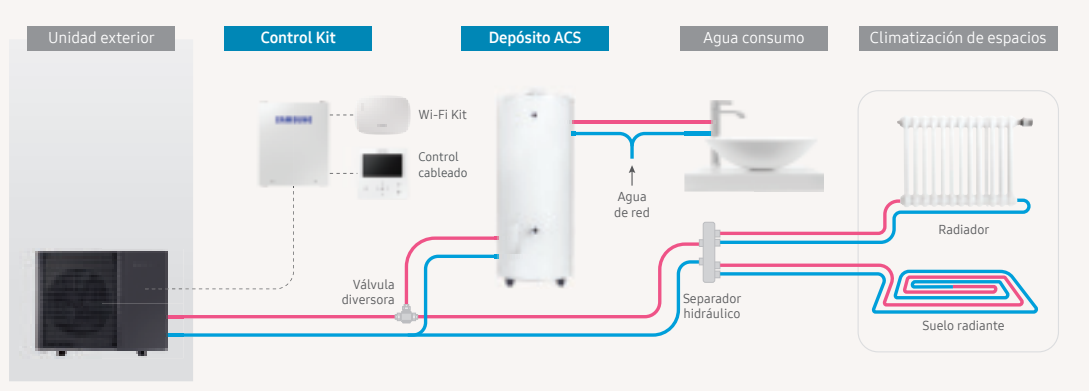 Unidad exterior
Control Kit
Depósito ACS
Agua consumo
Climatización de espacios
SAMSUNG
Wi-Fi Kit
Control
cableado
Agua
de red
Radiador
Válvula
diversora
Separador
hidráulico
Suelo radiante